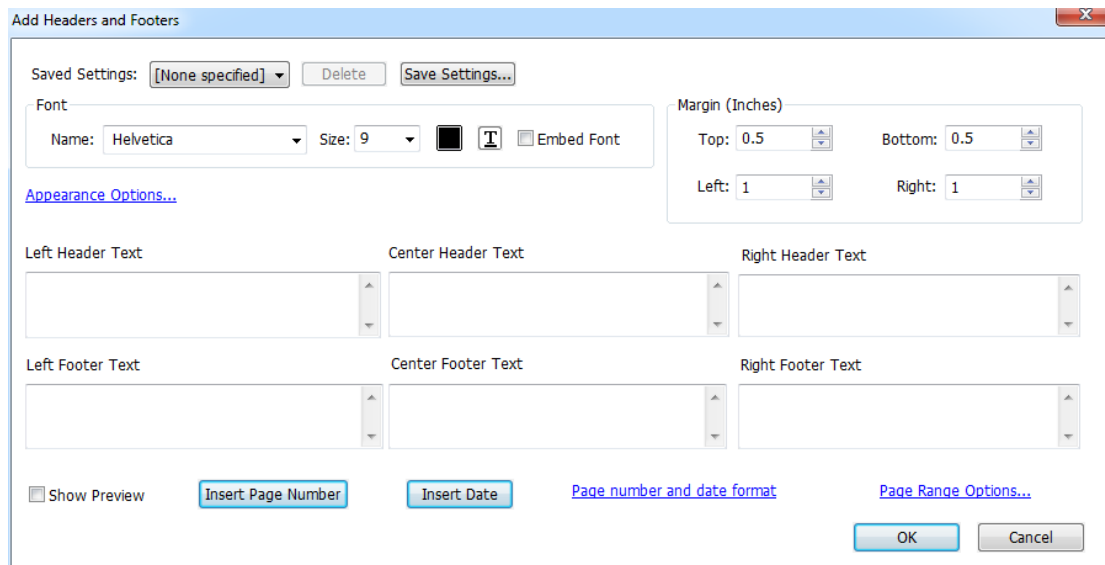 Add Headers and Footers
X
Saved Settings: [None specified] Delete Save Settings...
Font
Name: Helvetica Size: 9 T Embed Font
Margin (Inches)
Top: 0.5 Bottom: 0.5
Left: 1 Right: 1
Appearance Options...
Left Header Text Center Header Text Right Header Text
Left Footer Text Center Footer Text Right Footer Text
Show Preview Insert Page Number Insert Date Page number and date format Page Range Options...
OK Cancel